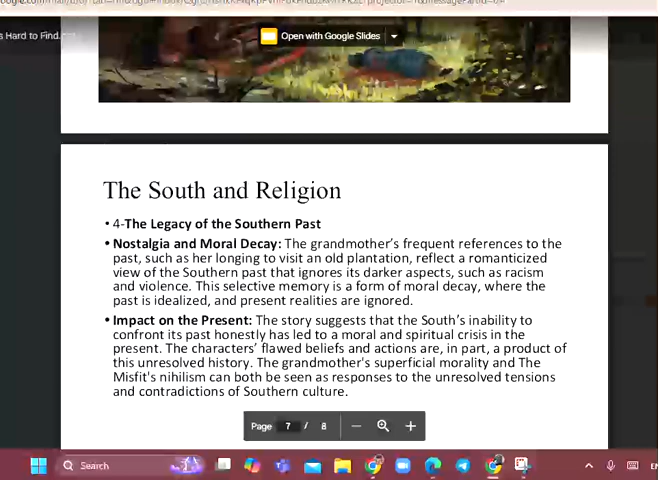 s Hard to Find.
Open with Google Slides
The South and Religion
• 4-The Legacy of the Southern Past
• Nostalgia and Moral Decay: The grandmother's frequent references to the
past, such as her longing to visit an old plantation, reflect a romanticized
view of the Southern past that ignores its darker aspects, such as racism
and violence. This selective memory is a form of moral decay, where the
past is idealized, and present realities are ignored.
• Impact on the Present: The story suggests that the South's inability to
confront its past honestly has led to a moral and spiritual crisis in the
present. The characters' flawed beliefs and actions are, in part, a product of
this unresolved history. The grandmother's superficial morality and The
Misfit's nihilism can both be seen as responses to the unresolved tensions
and contradictions of Southern culture.
Page 7 / 8
Search